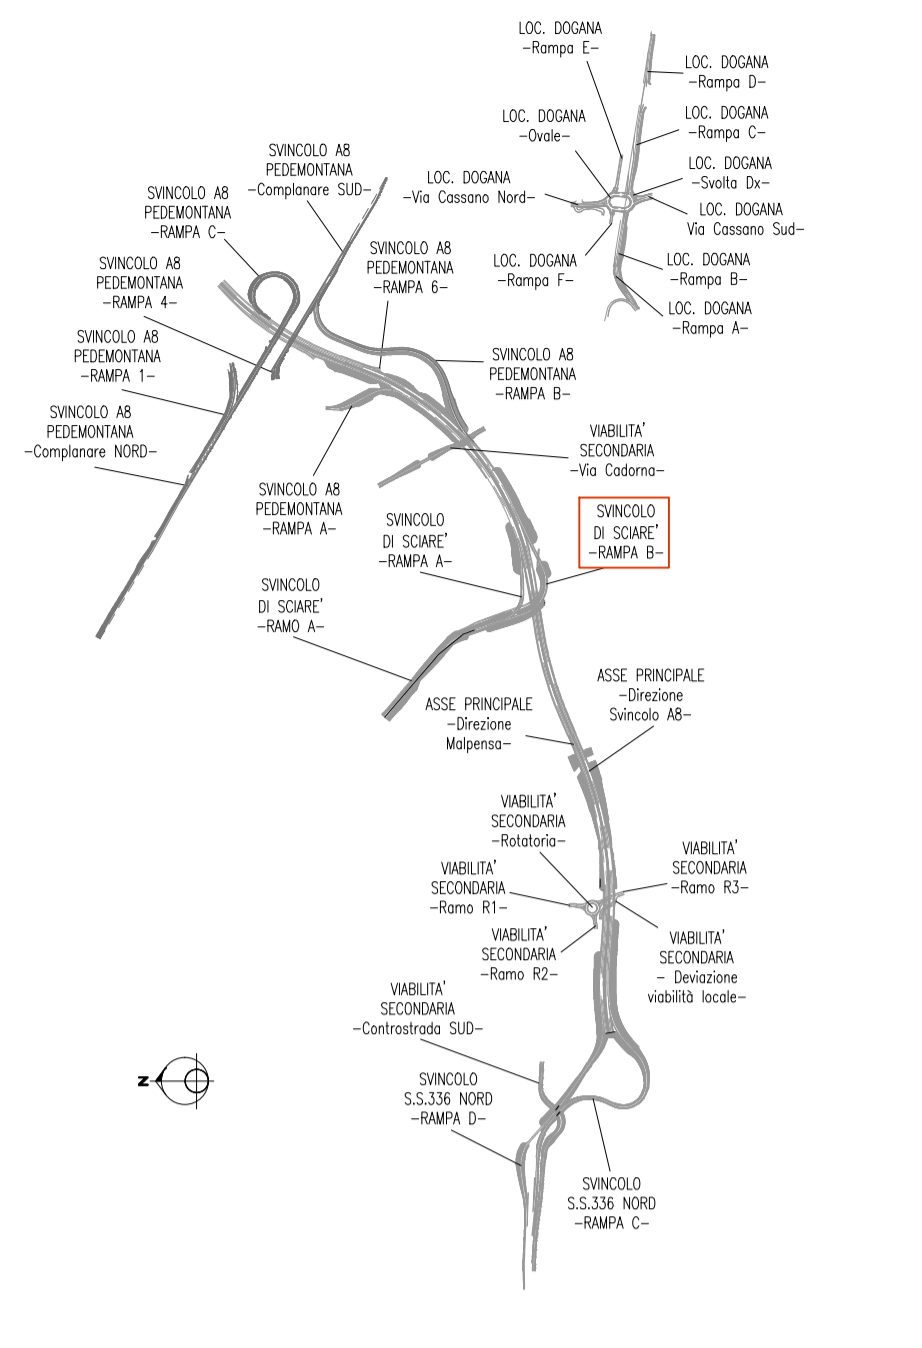 LOC. DOGANA
–Rampa E–
LOC. DOGANA
–Rampa D–
LOC. DOGANA
–Ovale–
LOC. DOGANA
–Rampa C–
SVINCOLO A8
PEDEMONTANA
–Complanare SUD–
LOC. DOGANA
–Svolta Dx–
LOC. DOGANA
–Via Cassano Nord–
SVINCOLO A8
PEDEMONTANA
–RAMPA C–
LOC. DOGANA
Via Cassano Sud–
SVINCOLO A8
PEDEMONTANA
–RAMPA 6–
LOC. DOGANA
–Rampa F–
LOC. DOGANA
–Rampa B–
SVINCOLO A8
PEDEMONTANA
–RAMPA 4–
LOC. DOGANA
–Rampa A–
SVINCOLO A8
PEDEMONTANA
–RAMPA 1–
SVINCOLO A8
PEDEMONTANA
–RAMPA B–
SVINCOLO A8
PEDEMONTANA
–Complanare NORD–
VIABILITA'
SECONDARIA
–Via Cadorna–
SVINCOLO A8
PEDEMONTANA
–RAMPA A–
SVINCOLO
DI SCIARE'
–RAMPA A–
SVINCOLO
DI SCIARE'
–RAMPA B–
SVINCOLO
DI SCIARE'
–RAMO A–
ASSE PRINCIPALE
–Direzione
Svincolo A8–
ASSE PRINCIPALE
–Direzione
Malpensa–
VIABILITA'
SECONDARIA
–Rotatoria–
VIABILITA'
SECONDARIA
–Ramo R3–
VIABILITA'
SECONDARIA
–Ramo R1–
VIABILITA'
SECONDARIA
–Ramo R2–
VIABILITA'
SECONDARIA
– Deviazione
viabilità locale–
VIABILITA'
SECONDARIA
–Controstrada SUD–
N
SVINCOLO
S.S.336 NORD
–RAMPA D–
SVINCOLO
S.S.336 NORD
–RAMPA C–